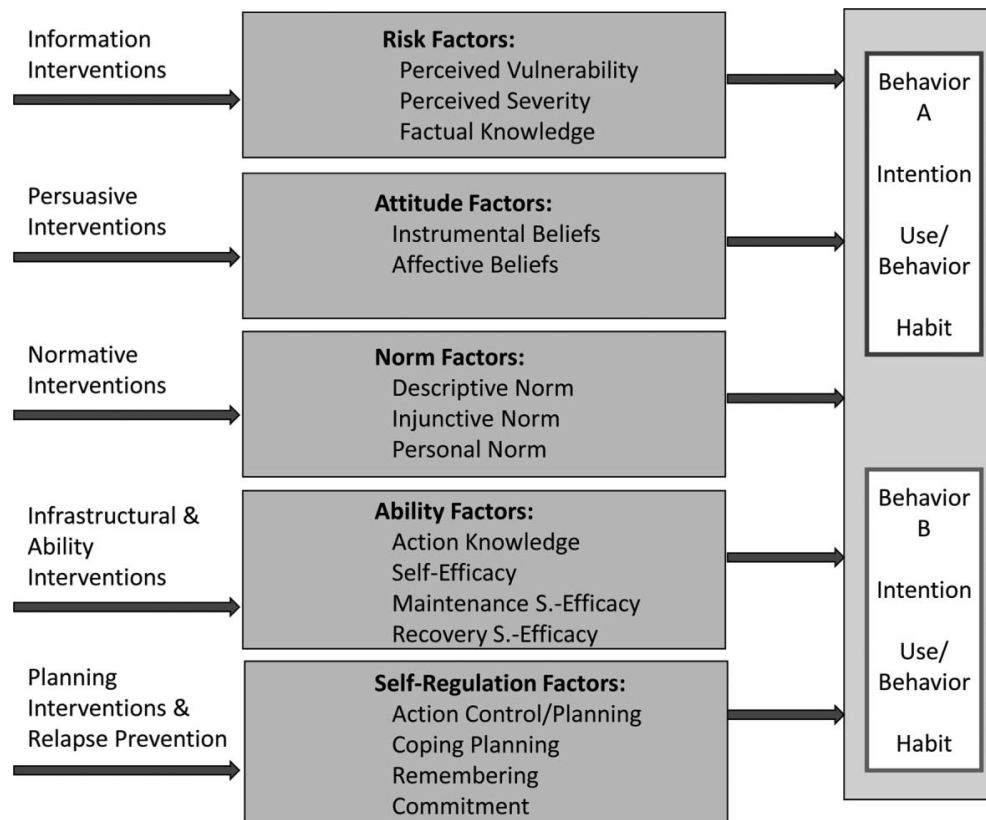 Information
Interventions
Risk Factors:
Perceived Vulnerability
Perceived Severity
Factual Knowledge
Persuasive
Interventions
Attitude Factors:
Instrumental Beliefs
Affective Beliefs
Normative
Interventions
Norm Factors:
Descriptive Norm
Injunctive Norm
Personal Norm
Infrastructural &
Ability
Interventions
Ability Factors:
Action Knowledge
Self-Efficacy
Maintenance S.-Efficacy
Recovery S.-Efficacy
Planning
Interventions &
Relapse Prevention
Self-Regulation Factors:
Action Control/Planning
Coping Planning
Remembering
Commitment
Behavior
A
Intention
Use/
Behavior
Habit
Behavior
B
Intention
Use/
Behavior
Habit